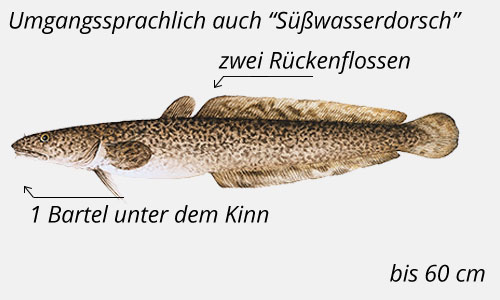 Umgangssprachlich auch “Süßwasserdorsch”
zwei Rückenflossen
1 Bartel unter dem Kinn
bis 60 cm